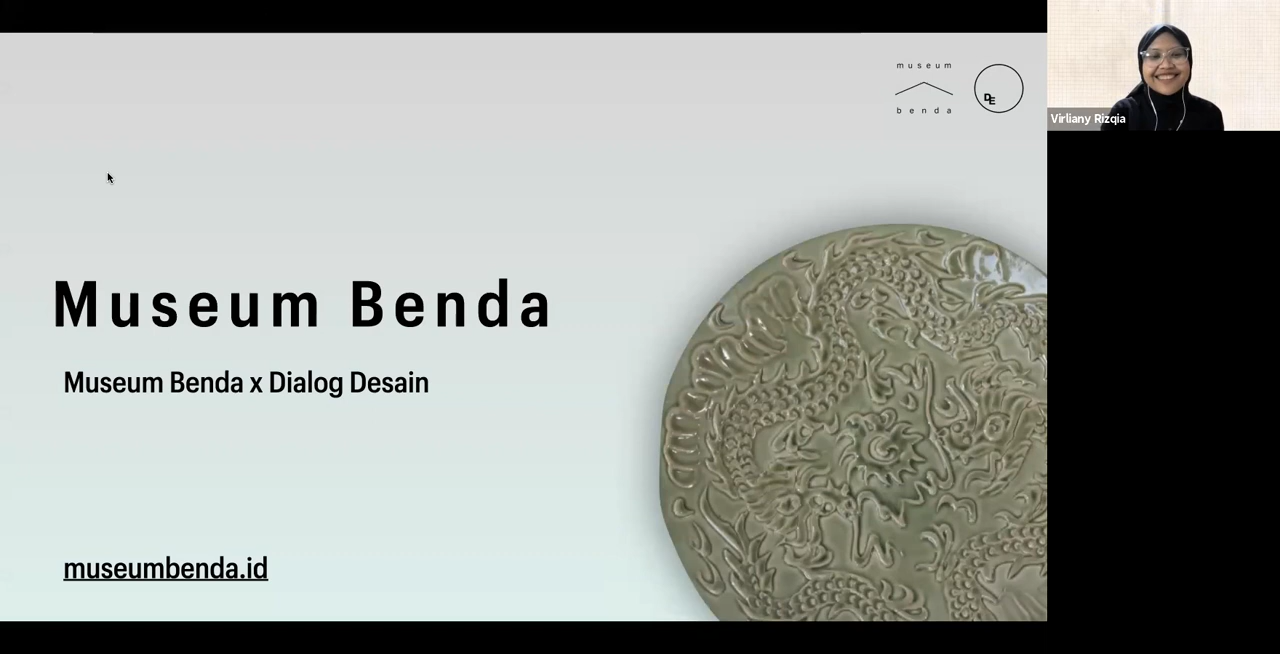 museum
benda
DE
Virliany Rizqia
Museum Benda
Museum Benda x Dialog Desain
museumbenda.id